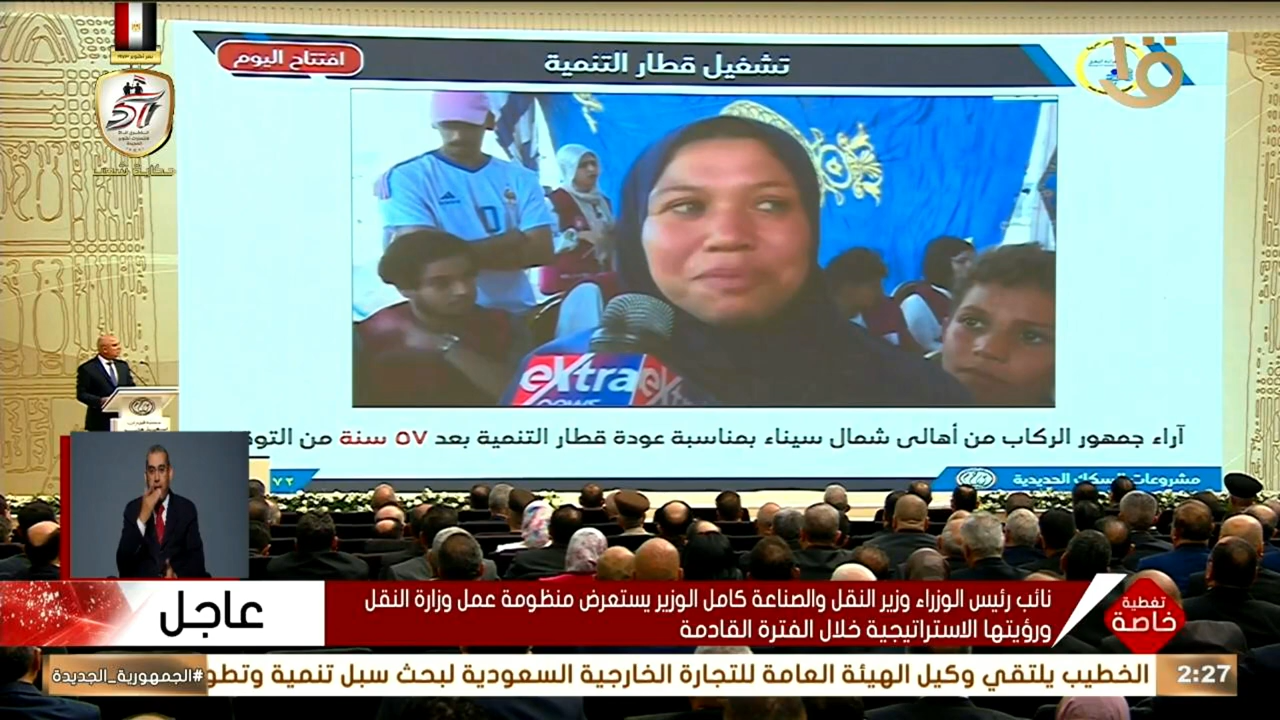 تشغيل قطار التنمية
افتتاح اليوم
eXtra
news
آراء جمهور الركاب من أهالى شمال سيناء بمناسبة عودة قطار التنمية بعد ٥٧ سنة من
٧٢
مشروعات السكك الحديدية
تغطية
خاصة
نائب رئيس الوزراء وزير النقل والصناعة كامل الوزير يستعرض منظومة عمل وزارة النقل
ورؤيتها الاستراتيجية خلال الفترة القادمة
عاجل
2:27
الخطيب يلتقي وكيل الهيئة العامة للتجارة الخارجية السعودية لبحث سبل تنمية
#الجمهورية_الجديدة